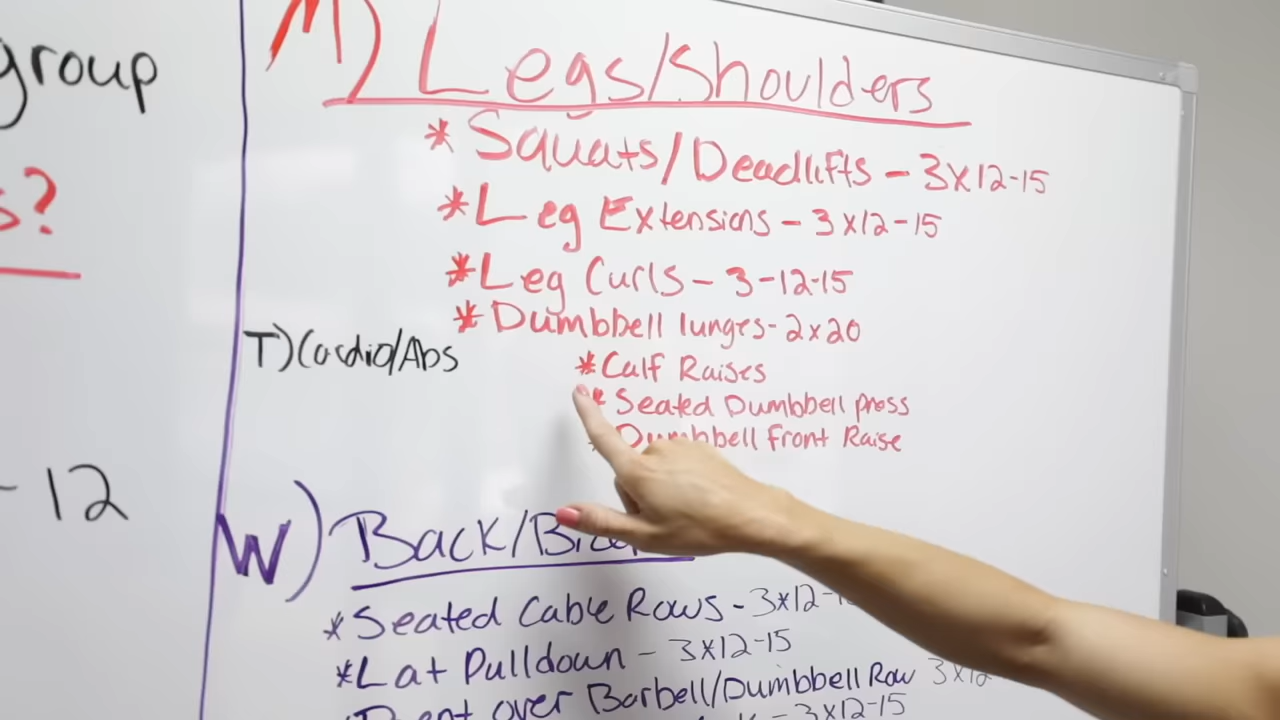 group
s?
- 12
M) Legs/Shoulders
* Squats/Deadlifts - 3x12-15
* Leg Extensions - 3x12-15
* Leg Curls - 3-12-15
* Dumbbell lunges - 2x20
T) Cardio/Abs
* Calf Raises
* Seated Dumbbell press
* Dumbbell Front Raise
W) Back/
* Seated Cable Rows - 3x12-
* Lat Pulldown - 3x12-15
* Bent over Barbell/Dumbbell Row 3x12
- 3x12-15